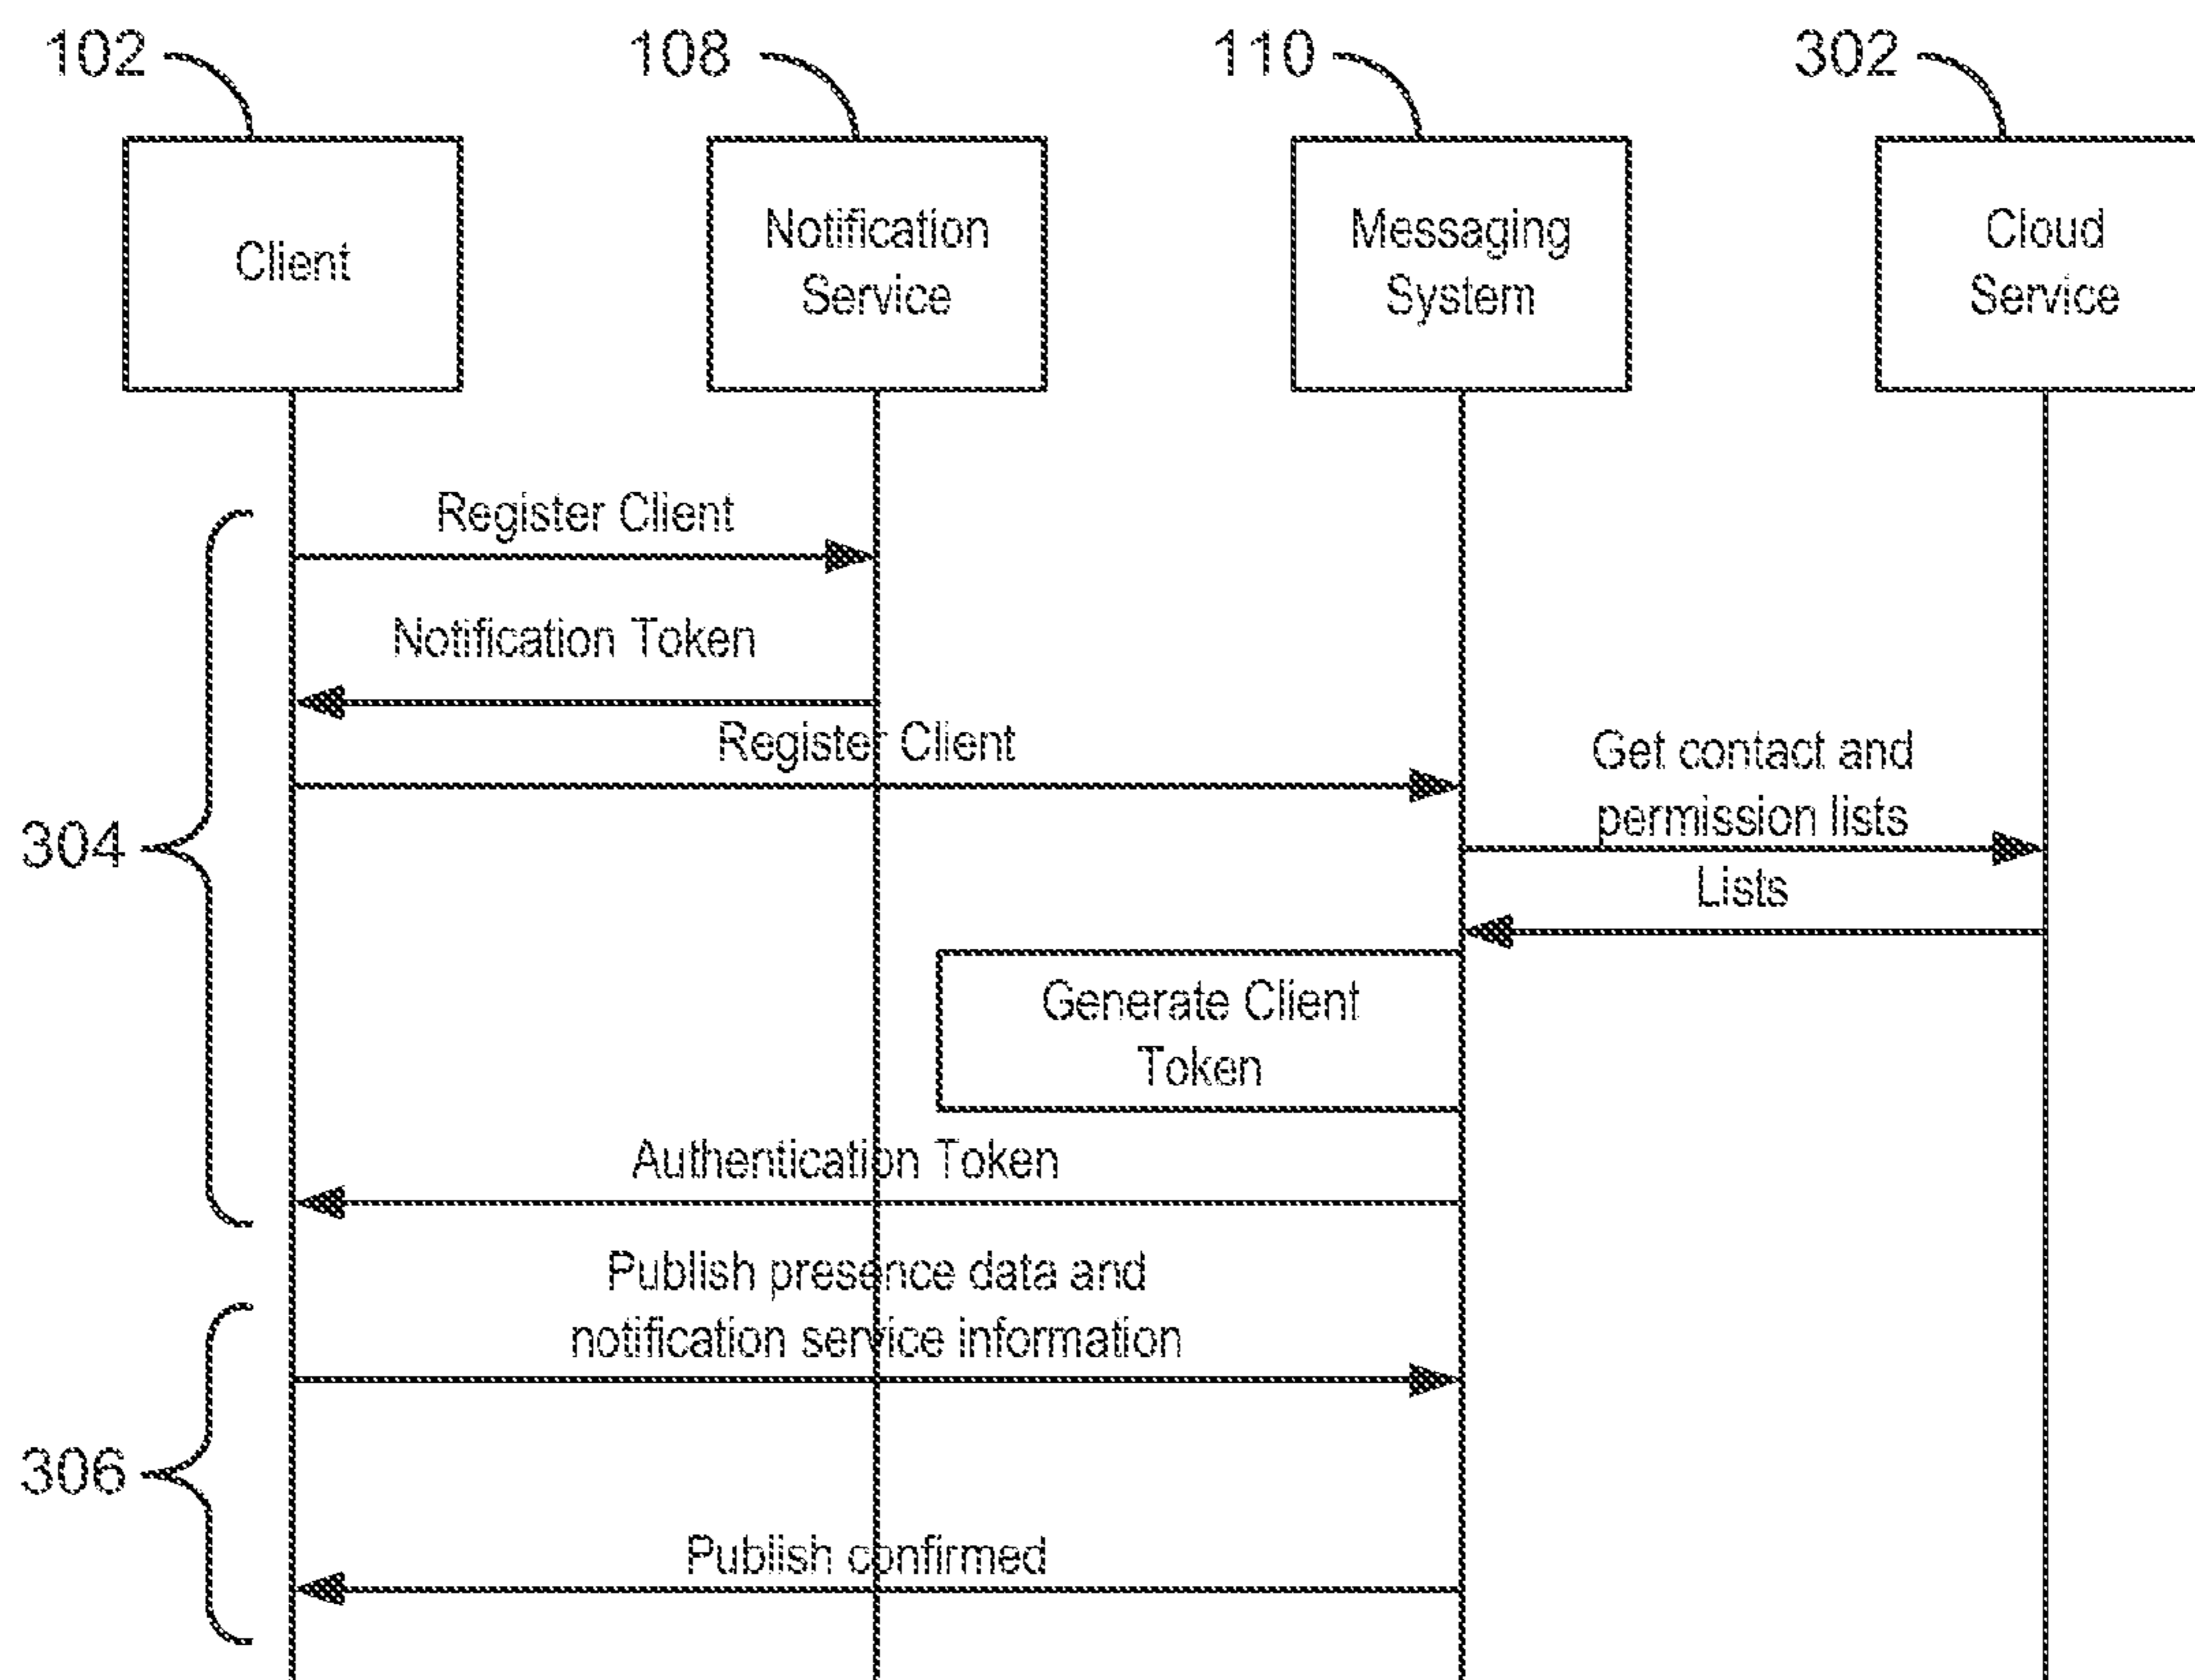 102
108
110
302
Client
Notification
Service
Messaging
System
Cloud
Service
Register Client
Notification Token
Register Client
Get contact and
permission lists
304
Lists
Generate Client
Token
Authentication Token
Publish presence data and
notification service information
306
Publish confirmed